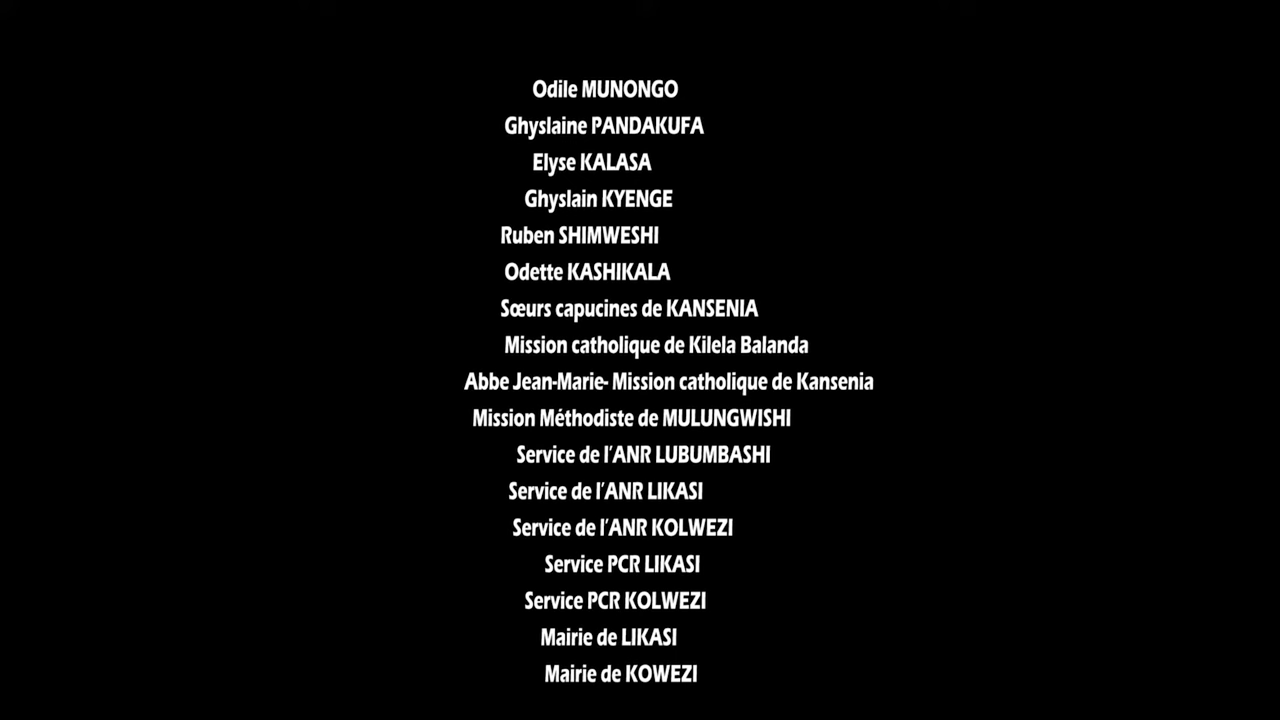 Odile MUNONGO
Ghyslaine PANDAKUFA
Elyse KALASA
Ghyslain KYENGE
Ruben SHIMWESHI
Odette KASHIKALA
Sœurs capucines de KANSENIA
Mission catholique de Kilela Balanda
Abbe Jean-Marie- Mission catholique de Kansenia
Mission Méthodiste de MULUNGWISHI
Service de l'ANR LUBUMBASHI
Service de l'ANR LIKASI
Service de l'ANR KOLWEZI
Service PCR LIKASI
Service PCR KOLWEZI
Mairie de LIKASI
Mairie de KOWEZI